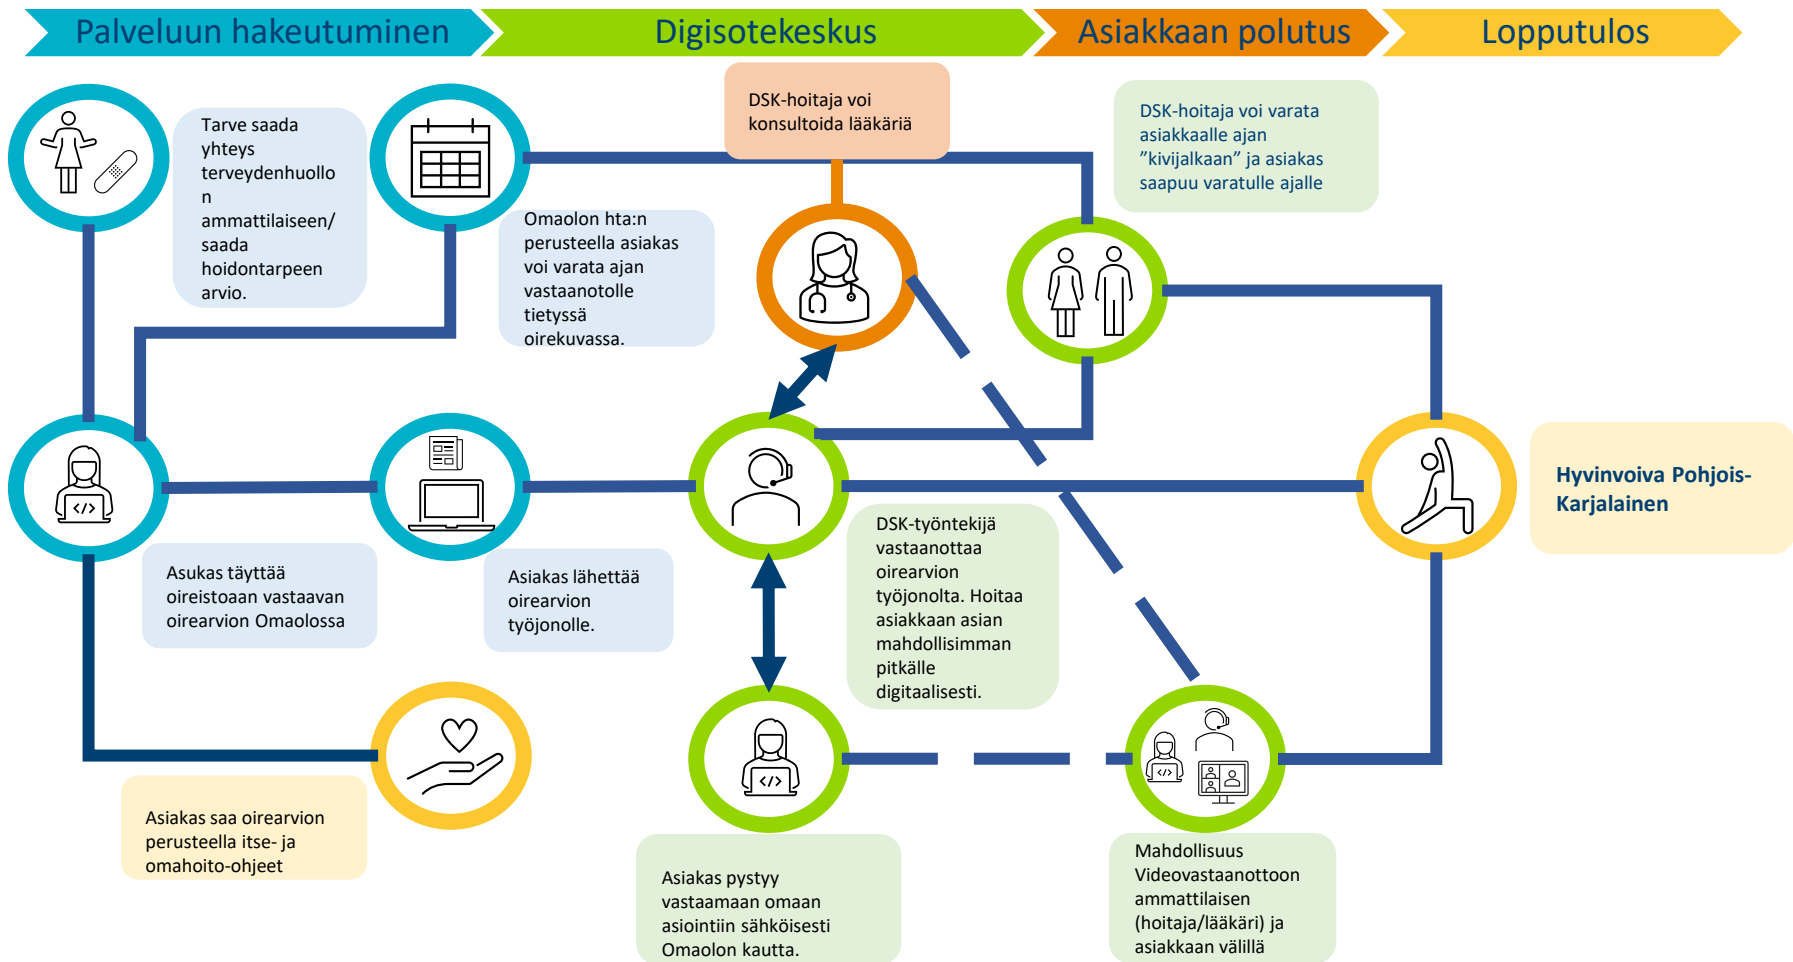 Palveluun hakeutuminen
Digisotekeskus
Asiakkaan polutus
Lopputulos
Tarve saada
yhteys
terveydenhuollo
n
ammattilaiseen/
saada
hoidontarpeen
arvio.
Omaolon hta:n
perusteella asiakas
voi varata ajan
vastaanotolle
tietyssä
oirekuvassa.
DSK-hoitaja voi
konsultoida lääkäriä
DSK-hoitaja voi varata
asiakkaalle ajan
”kivijalkaan” ja asiakas
saapuu varatulle ajalle
Asukas täyttää
oireistoaan vastaavan
oirearvion Omaolossa
Asiakas lähettää
oirearvion
työjonolle.
DSK-työntekijä
vastaanottaa
oirearvion
työjonolta. Hoitaa
asiakkaan asian
mahdollisimman
pitkälle
digitaalisesti.
Hyvinvoiva Pohjois-
Karjalainen
Asiakas saa oirearvion
perusteella itse- ja
omahoito-ohjeet
Asiakas pystyy
vastaamaan omaan
asiointiin sähköisesti
Omaolon kautta.
Mahdollisuus
Videovastaanottoon
ammattilaisen
(hoitaja/lääkäri) ja
asiakkaan välillä